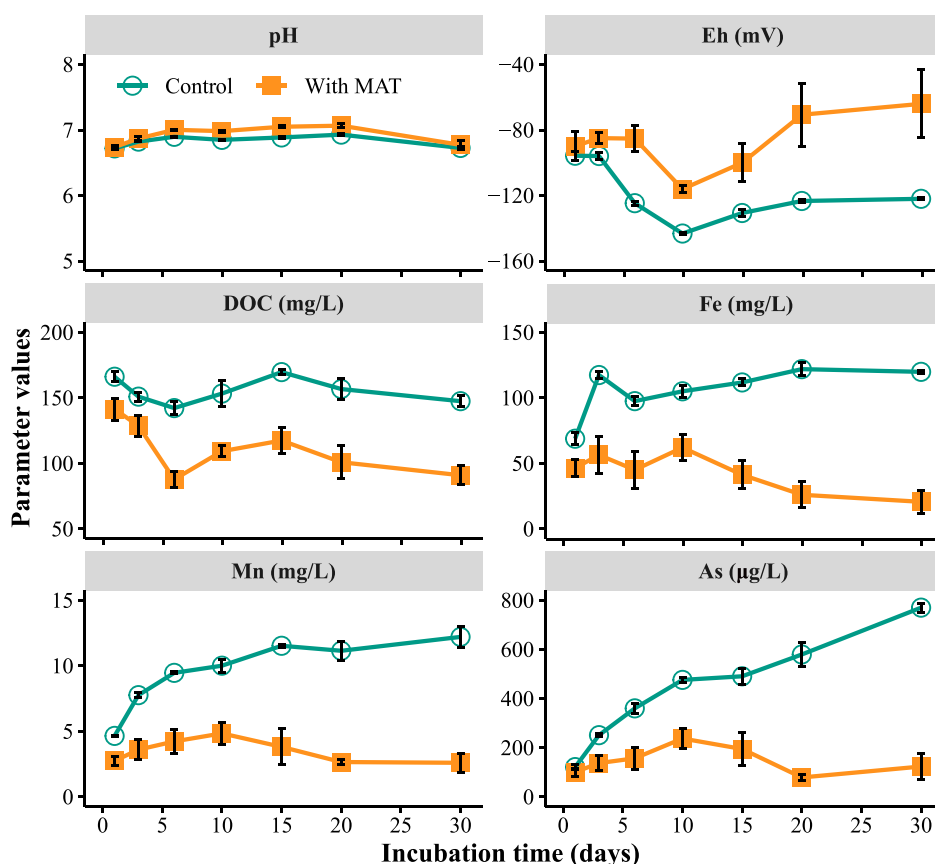 pH
Eh (mV)
8
7
6
5
Control
With MAT
−40
−80
−120
−160
DOC (mg/L)
Fe (mg/L)
200
150
100
50
150
100
50
0
Parameter values
Mn (mg/L)
As (μg/L)
15
10
5
0
800
600
400
200
0
0 5 10 15 20 25 30
0 5 10 15 20 25 30
Incubation time (days)